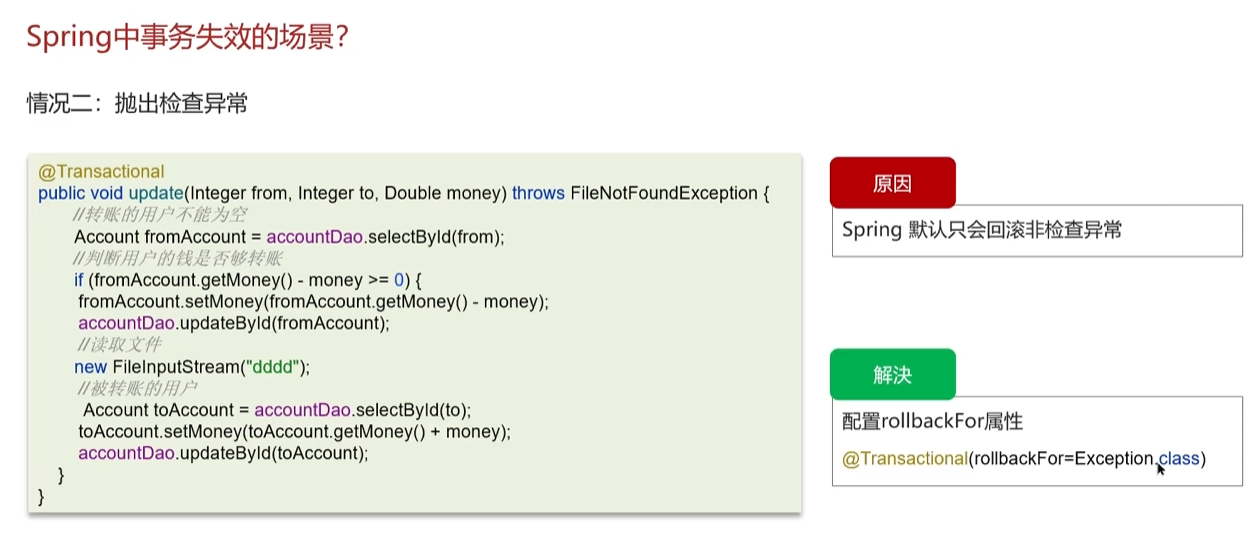 Spring中事务失效的场景？
情况二：抛出检查异常
@Transactional
public void update(Integer from, Integer to, Double money) throws FileNotFoundException {
//转账的用户不能为空
Account fromAccount = accountDao.selectById(from);
//判断用户的钱是否够转账
if (fromAccount.getMoney() - money >= 0) {
fromAccount.setMoney(fromAccount.getMoney() - money);
accountDao.updateById(fromAccount);
//读取文件
new FileInputStream("dddd");
//被转账的用户
Account toAccount = accountDao.selectById(to);
toAccount.setMoney(toAccount.getMoney() + money);
accountDao.updateById(toAccount);
}
}
原因
Spring 默认只会回滚非检查异常
解決
配置rollbackFor属性
@Transactional(rollbackFor=Exception.class)